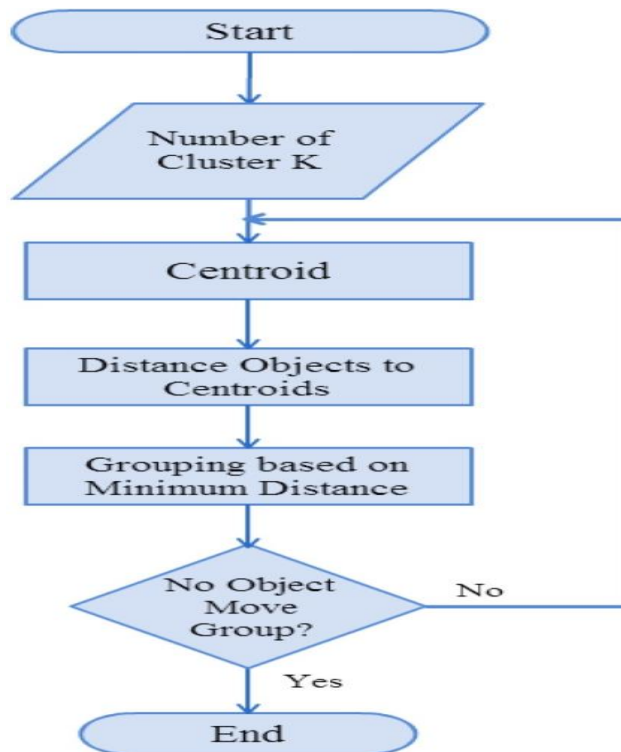 Start
Number of
Cluster K
Centroid
Distance Objects to
Centroids
Grouping based on
Minimum Distance
No Object
Move
Group?
No
Yes
End